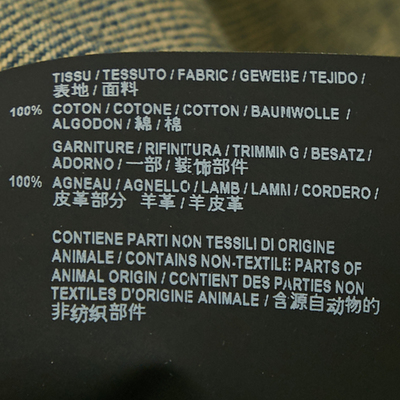 TISSU / TESSUTO / FABRIC / GEWEBE / TEJIDO /
表地 / 面料
100% COTON / COTONE / COTTON / BAUMWOLLE /
ALGODON / 綿 / 棉
GARNITURE / RIFINITURA / TRIMMING / BESATZ /
ADORNO / 一部 / 装饰部件
100% AGNEAU / AGNELLO / LAMB / LAMM / CORDERO /
皮革部分 羊革 / 羊皮革
CONTIENE PARTI NON TESSILI DI ORIGINE
ANIMALE / CONTAINS NON-TEXTILE PARTS OF
ANIMAL ORIGIN / CONTIENT DES PARTIES NON
TEXTILES D'ORIGINE ANIMALE / 含源自动物的
非纺织部件